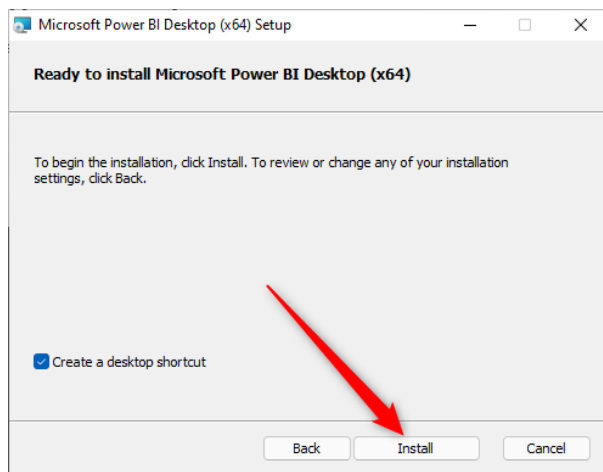 Microsoft Power BI Desktop (x64) Setup
Ready to install Microsoft Power BI Desktop (x64)
To begin the installation, click Install. To review or change any of your installation
settings, click Back.
Create a desktop shortcut
Back Install Cancel